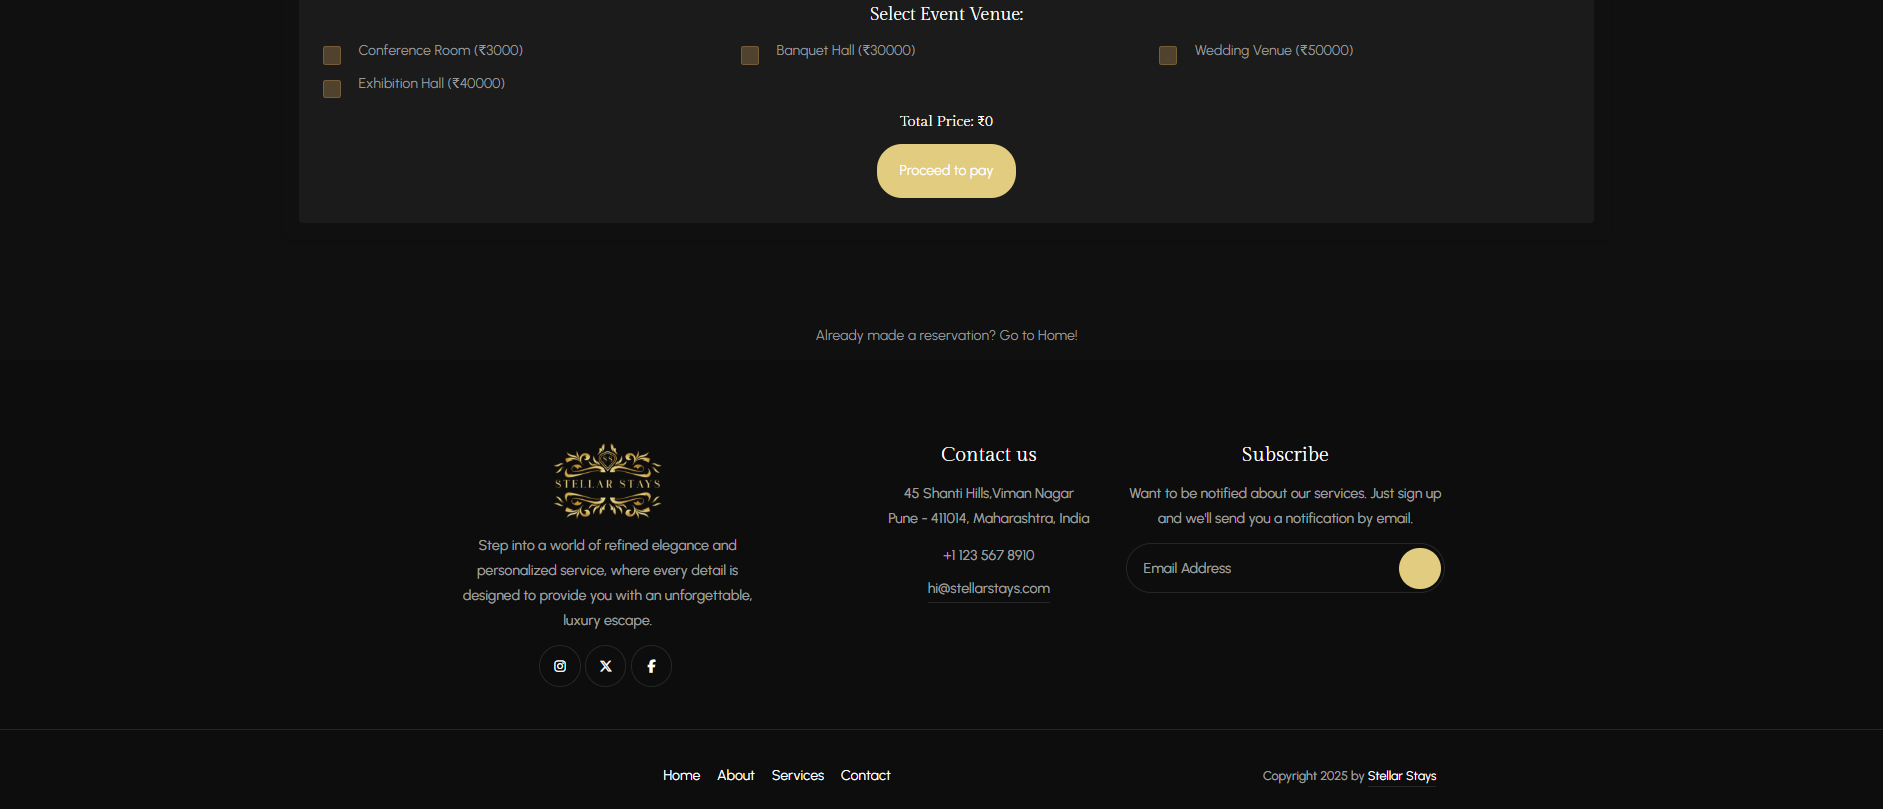 Select Event Venue:
Conference Room (₹3000)
Banquet Hall (₹30000)
Wedding Venue (₹50000)
Exhibition Hall (₹40000)
Total Price: ₹0
Proceed to pay
Already made a reservation? Go to Home!
STELLAR STAYS
Step into a world of refined elegance and
personalized service, where every detail is
designed to provide you with an unforgettable,
luxury escape.
Contact us
45 Shanti Hills,Viman Nagar
Pune - 411014, Maharashtra, India
+1 123 567 8910
hi@stellarstays.com
Subscribe
Want to be notified about our services. Just sign up
and we'll send you a notification by email.
Email Address
Home About Services Contact
Copyright 2025 by Stellar Stays